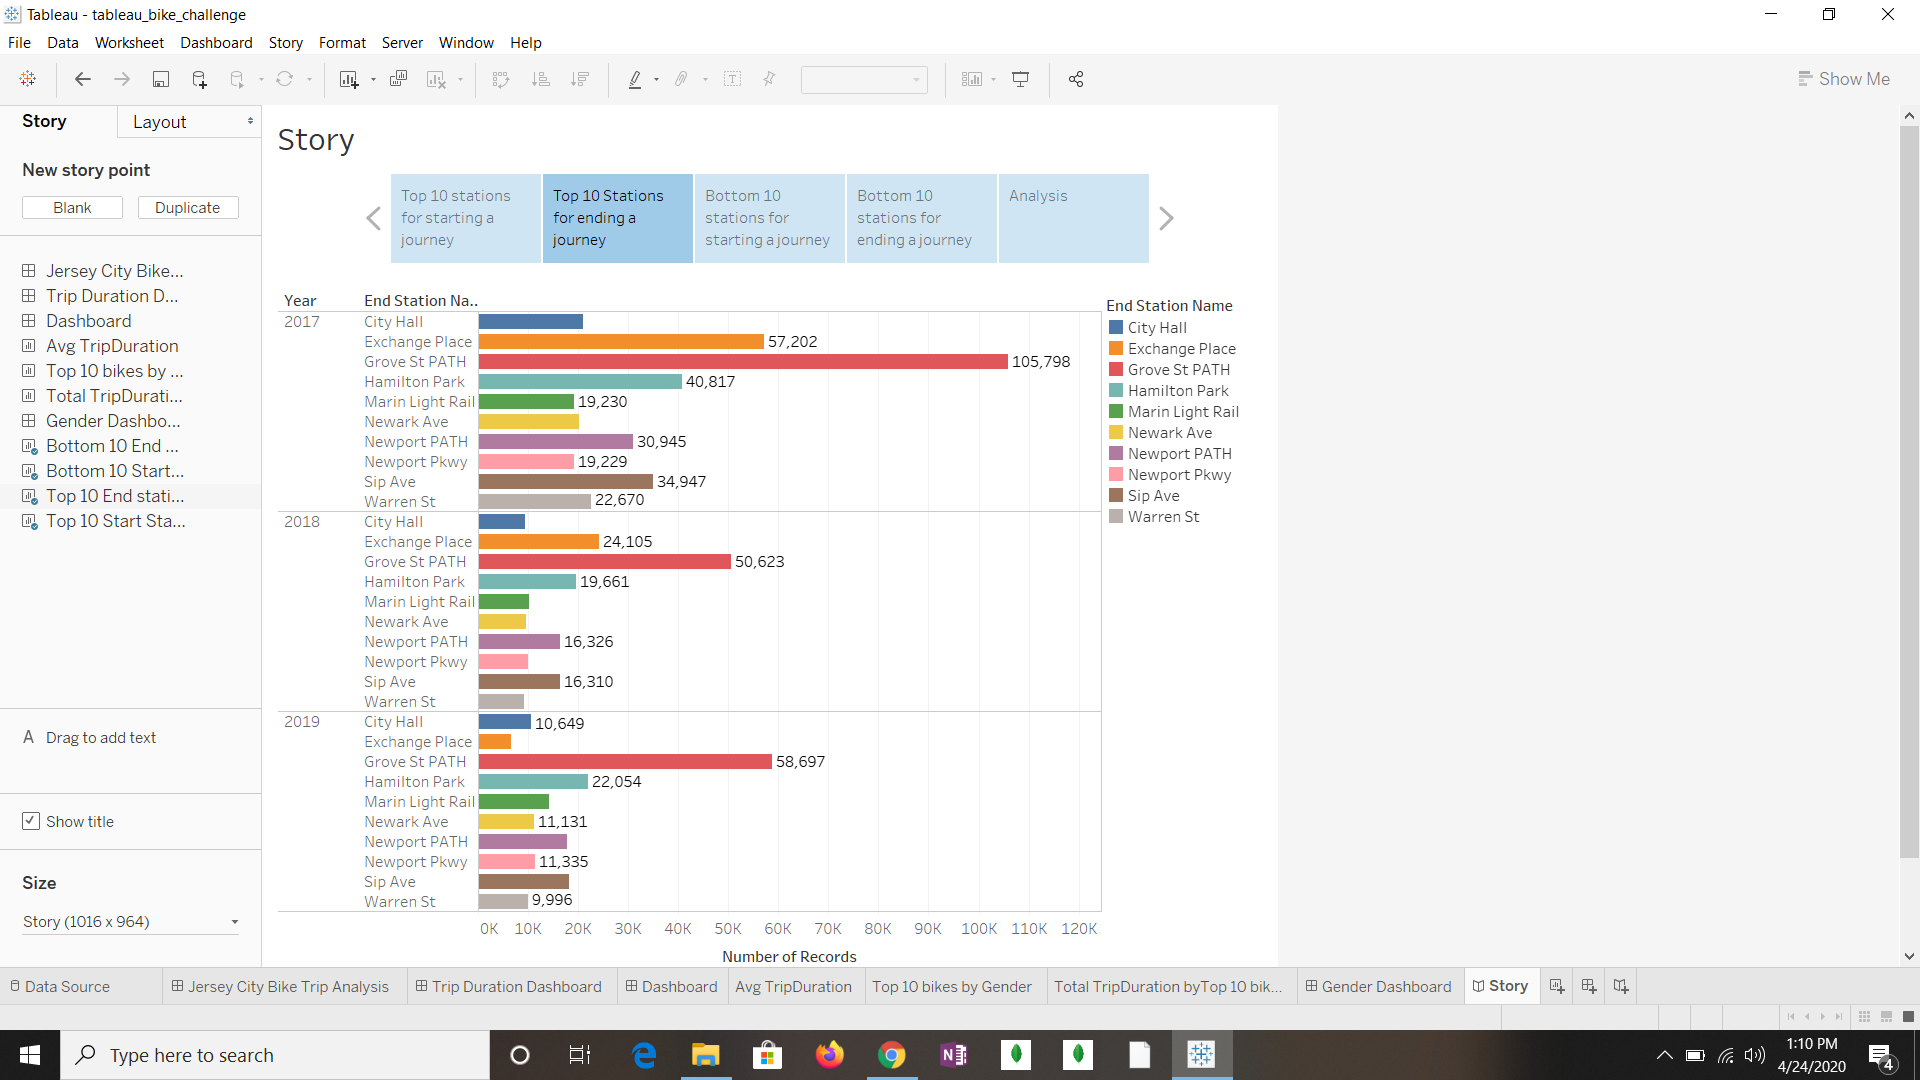 Tableau - tableau_bike_challenge
File Data Worksheet Dashboard Story Format Server Window Help
Show Me
Story
Layout
New story point
Blank
Duplicate
Jersey City Bike...
Trip Duration D...
Dashboard
Avg TripDuration
Top 10 bikes by ...
Total TripDurati...
Gender Dashbo...
Bottom 10 End ...
Bottom 10 Start...
Top 10 End stati...
Top 10 Start Sta...
A Drag to add text
Show title
Size
Story (1016 x 964)
Story
Top 10 stations
for starting a
journey
Top 10 Stations
for ending a
journey
Bottom 10
stations for
starting a journey
Bottom 10
stations for
ending a journey
Analysis
Year End Station Na..
2017 City Hall
Exchange Place 57,202
Grove St PATH 105,798
Hamilton Park 40,817
Marin Light Rail 19,230
Newark Ave
Newport PATH 30,945
Newport Pkwy 19,229
Sip Ave 34,947
Warren St 22,670
2018 City Hall
Exchange Place 24,105
Grove St PATH 50,623
Hamilton Park 19,661
Marin Light Rail
Newark Ave
Newport PATH 16,326
Newport Pkwy
Sip Ave 16,310
Warren St
2019 City Hall 10,649
Exchange Place
Grove St PATH 58,697
Hamilton Park 22,054
Marin Light Rail
Newark Ave 11,131
Newport PATH
Newport Pkwy 11,335
Sip Ave
Warren St 9,996
0K 10K 20K 30K 40K 50K 60K 70K 80K 90K 100K 110K 120K
Number of Records
End Station Name
City Hall
Exchange Place
Grove St PATH
Hamilton Park
Marin Light Rail
Newark Ave
Newport PATH
Newport Pkwy
Sip Ave
Warren St
Data Source Jersey City Bike Trip Analysis Trip Duration Dashboard Dashboard Avg TripDuration Top 10 bikes by Gender Total TripDuration byTop 10 bik... Gender Dashboard Story
Type here to search
1:10 PM
4/24/2020
4